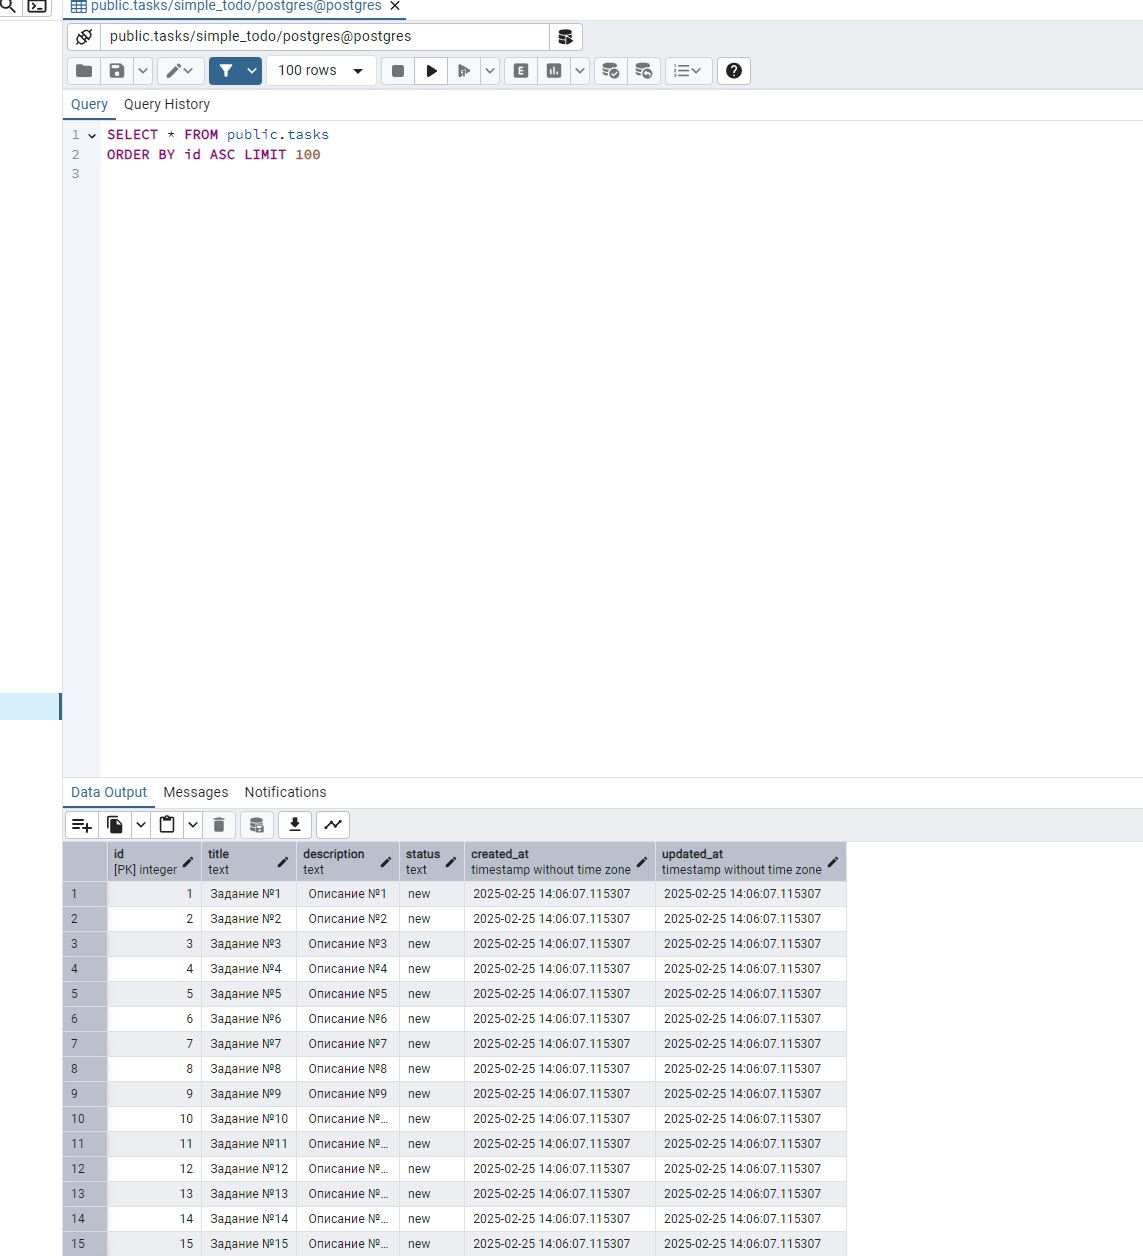 public.tasks/simple_todo/postgres@postgres
public.tasks/simple_todo/postgres@postgres
100 rows
E
Query Query History
1 SELECT * FROM public.tasks
2 ORDER BY id ASC LIMIT 100
3
Data Output Messages Notifications
id title description status created_at updated_at
[PK] integer text text text timestamp without time zone timestamp without time zone
1 1 Задание №1 Описание №1 new 2025-02-25 14:06:07.115307 2025-02-25 14:06:07.115307
2 2 Задание №2 Описание №2 new 2025-02-25 14:06:07.115307 2025-02-25 14:06:07.115307
3 3 Задание №3 Описание №3 new 2025-02-25 14:06:07.115307 2025-02-25 14:06:07.115307
4 4 Задание №4 Описание №4 new 2025-02-25 14:06:07.115307 2025-02-25 14:06:07.115307
5 5 Задание №5 Описание №5 new 2025-02-25 14:06:07.115307 2025-02-25 14:06:07.115307
6 6 Задание №6 Описание №6 new 2025-02-25 14:06:07.115307 2025-02-25 14:06:07.115307
7 7 Задание №7 Описание №7 new 2025-02-25 14:06:07.115307 2025-02-25 14:06:07.115307
8 8 Задание №8 Описание №8 new 2025-02-25 14:06:07.115307 2025-02-25 14:06:07.115307
9 9 Задание №9 Описание №9 new 2025-02-25 14:06:07.115307 2025-02-25 14:06:07.115307
10 10 Задание №10 Описание №... new 2025-02-25 14:06:07.115307 2025-02-25 14:06:07.115307
11 11 Задание №11 Описание №... new 2025-02-25 14:06:07.115307 2025-02-25 14:06:07.115307
12 12 Задание №12 Описание №... new 2025-02-25 14:06:07.115307 2025-02-25 14:06:07.115307
13 13 Задание №13 Описание №... new 2025-02-25 14:06:07.115307 2025-02-25 14:06:07.115307
14 14 Задание №14 Описание №... new 2025-02-25 14:06:07.115307 2025-02-25 14:06:07.115307
15 15 Задание №15 Описание №... new 2025-02-25 14:06:07.115307 2025-02-25 14:06:07.115307